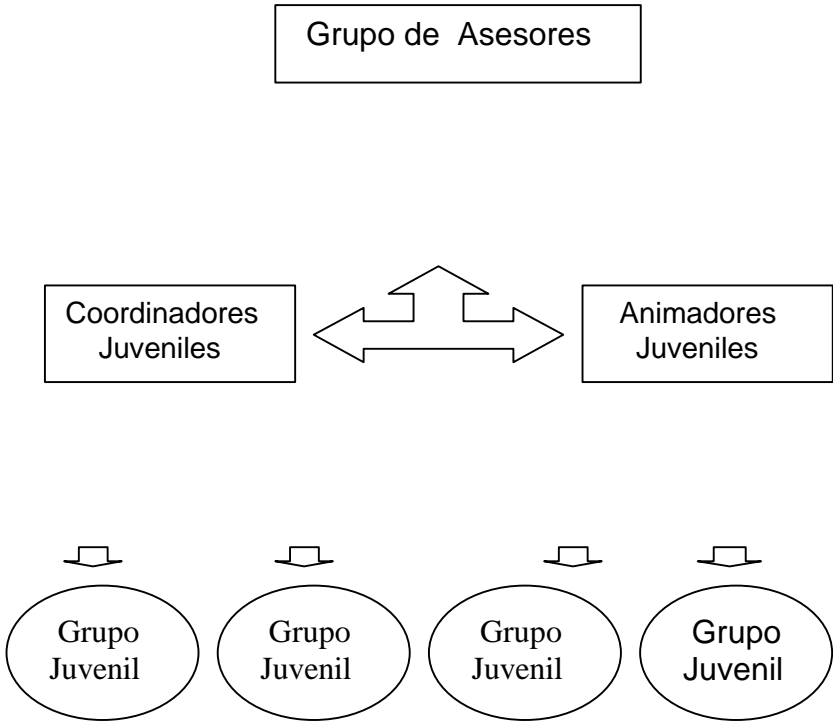 Grupo de  Asesores
Coordinadores
Juveniles
Animadores
Juveniles
Grupo
Juvenil
Grupo
Juvenil
Grupo
Juvenil
Grupo
Juvenil